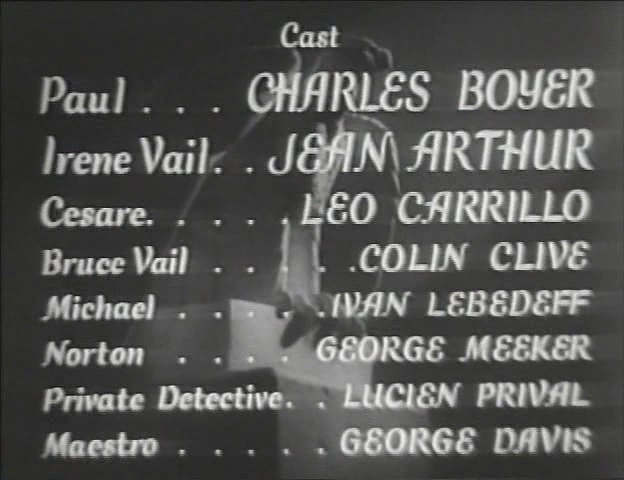 Cast
Paul . . . CHARLES BOYER
Irene Vail. . JEAN ARTHUR
Cesare. . . . . . LEO CARRILLO
Bruce Vail . . . . .COLIN CLIVE
Michael . . . . .IVAN LEBEDEFF
Norton . . . . GEORGE MEEKER
Private Detective. . LUCIEN PRIVAL
Maestro . . . . . GEORGE DAVIS